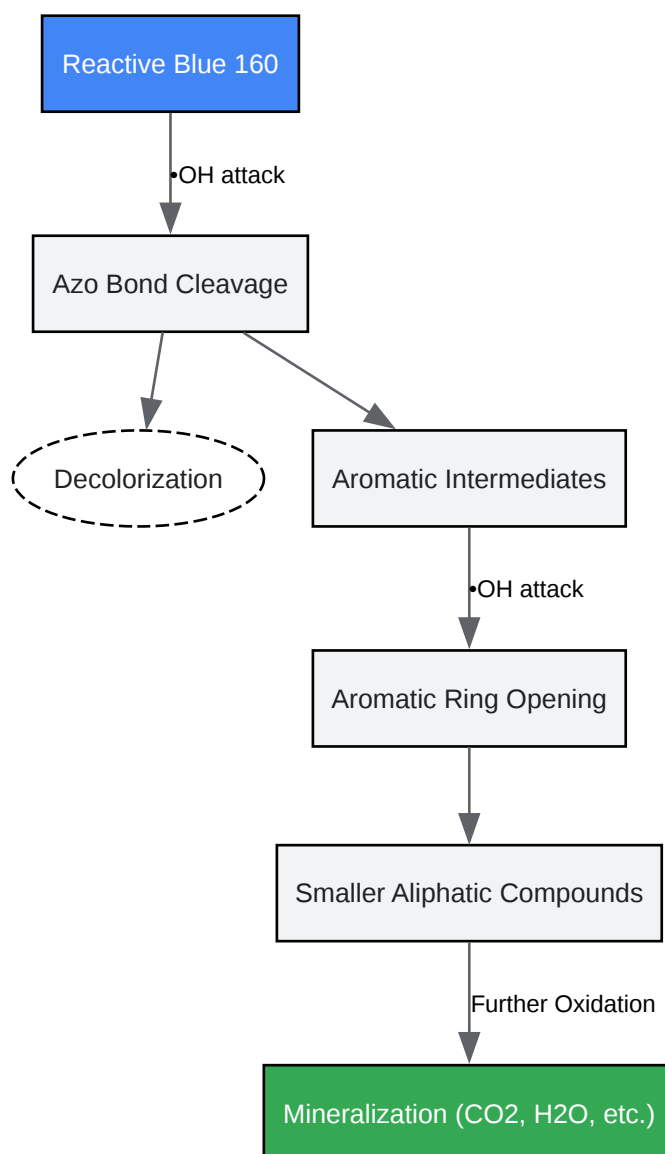 Reactive Blue 160
•OH attack
Azo Bond Cleavage
Decolorization
Aromatic Intermediates
•OH attack
Aromatic Ring Opening
Smaller Aliphatic Compounds
Further Oxidation
Mineralization (CO2, H2O, etc.)